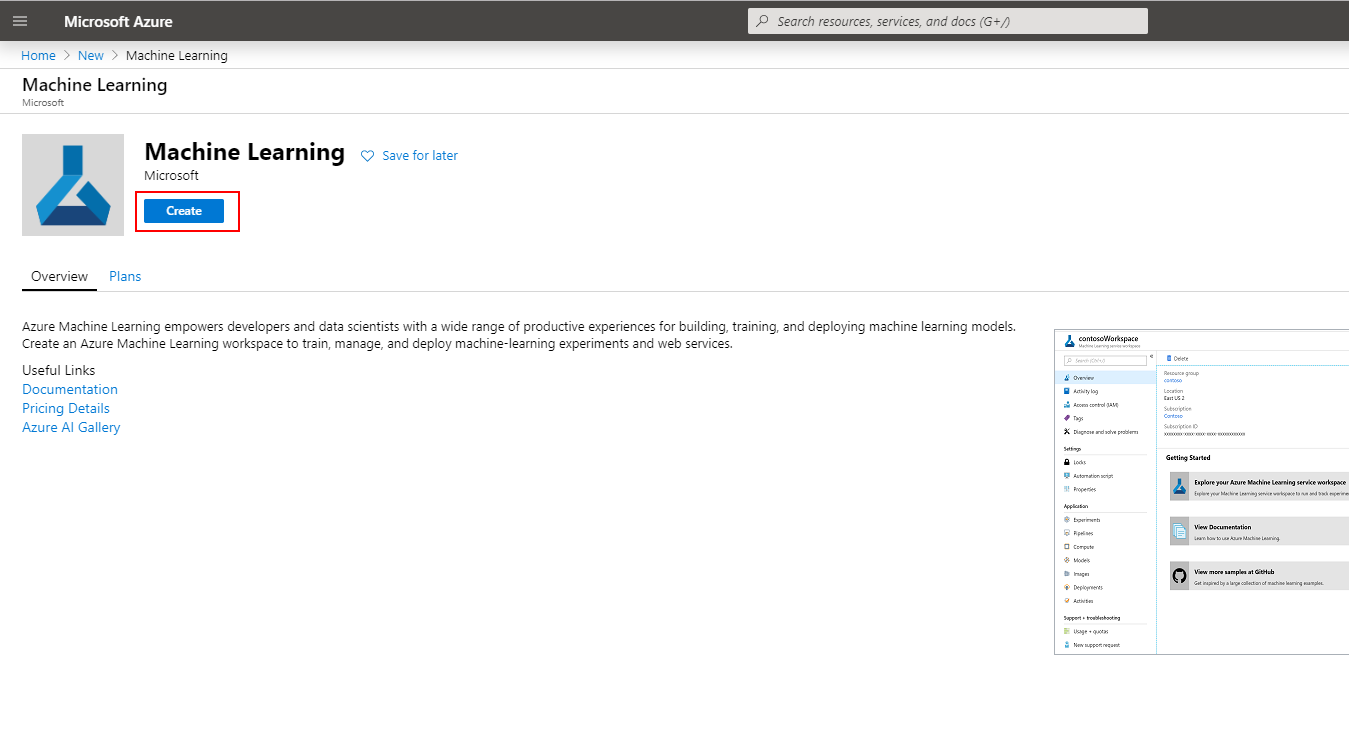 Microsoft Azure
Search resources, services, and docs (G+/)
Home > New > Machine Learning
Machine Learning
Microsoft
Machine Learning
Save for later
Microsoft
Create
Overview
Plans
Azure Machine Learning empowers developers and data scientists with a wide range of productive experiences for building, training, and deploying machine learning models.
Create an Azure Machine Learning workspace to train, manage, and deploy machine-learning experiments and web services.
Useful Links
Documentation
Pricing Details
Azure AI Gallery
contosoWorkspace
Machine Learning service workspace
Search (Ctrl+/)
Overview
Activity log
Access control (IAM)
Tags
Diagnose and solve problems
Settings
Locks
Automation script
Properties
Application
Experiments
Pipelines
Compute
Models
Images
Deployments
Activities
Support + troubleshooting
Usage + quotas
New support request
Delete
Resource group
contoso
Location
East US 2
Subscription
Contoso
Subscription ID
Getting Started
Explore your Azure Machine Learning service workspace
Explore your Machine Learning service workspace to run and track
View Documentation
Learn how to use Azure Machine Learning.
View more samples at GitHub
Get inspired by a large collection of machine learning examples.